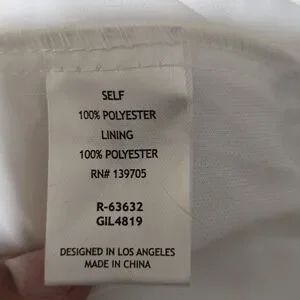 SELF
100% POLYESTER
LINING
100% POLYESTER
RN# 139705
R-63632
GIL4819
DESIGNED IN LOS ANGELES
MADE IN CHINA